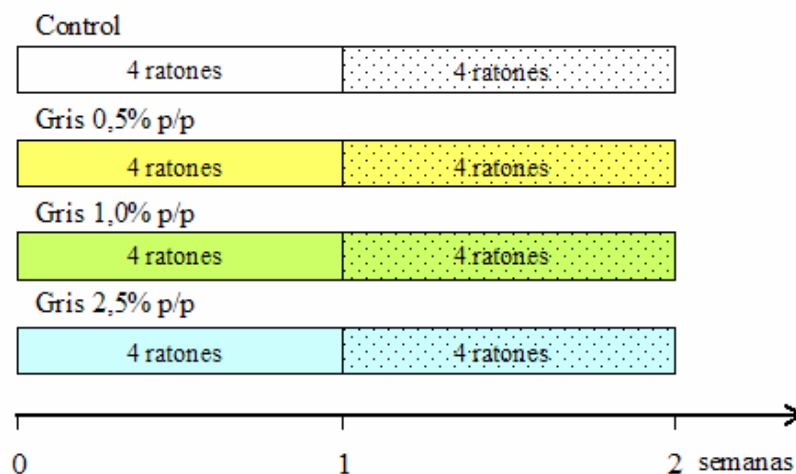 Control
4 ratones 4 ratones
Gris 0,5% p/p
4 ratones 4 ratones
Gris 1,0% p/p
4 ratones 4 ratones
Gris 2,5% p/p
4 ratones 4 ratones
0 1 2 semanas